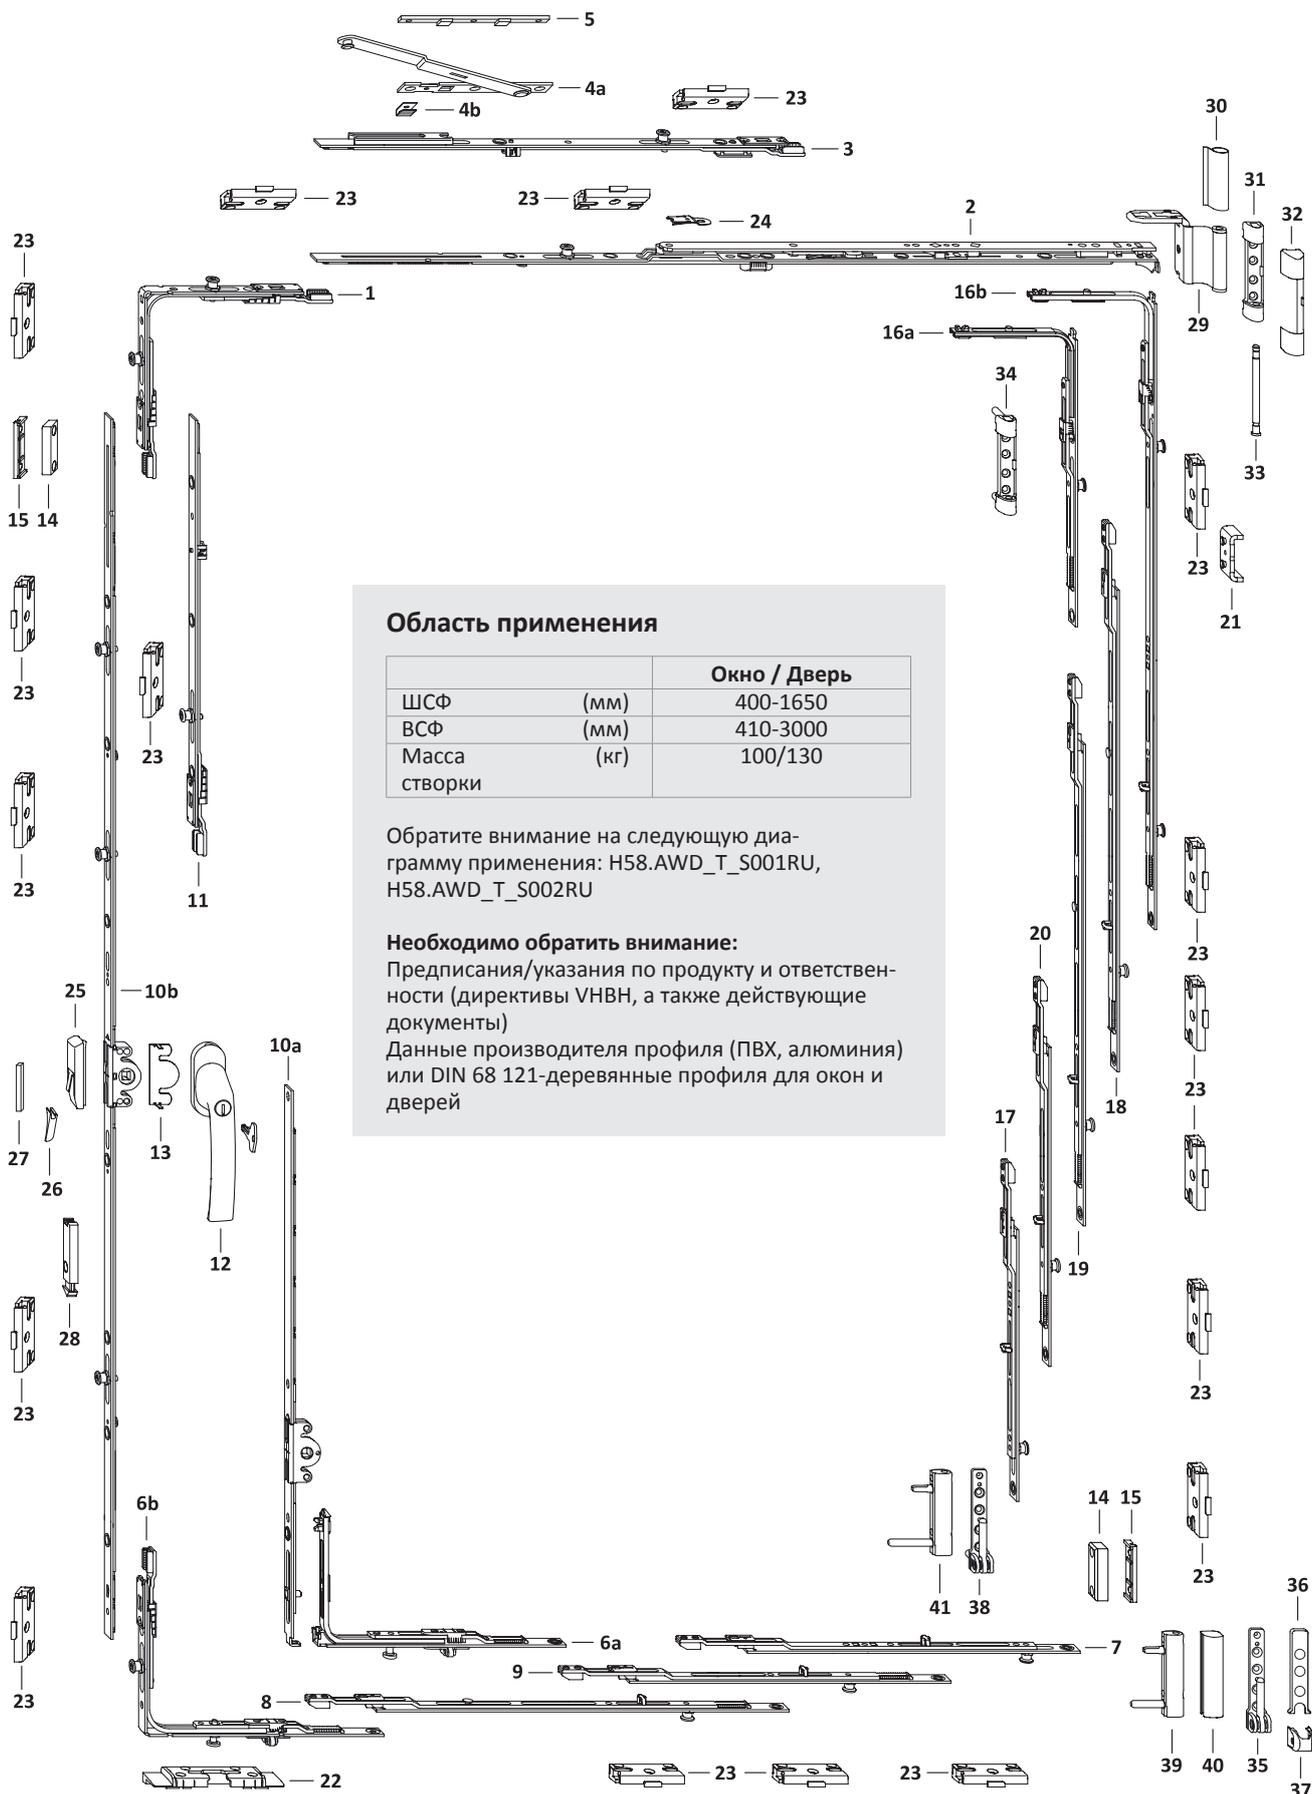 5
4a
4b
23
3
30
23
23
31
24
2
32
23
1
16b
29
16a
34
33
15 14
23
21
23
23
Область применения
Окно / Дверь
ШСФ (мм) 400-1650
ВСФ (мм) 410-3000
Масса створки (кг) 100/130
Обратите внимание на следующую диа-
грамму применения: H58.AWD_T_S001RU,
H58.AWD_T_S002RU
Необходимо обратить внимание:
Предписания/указания по продукту и ответствен-
ности (директивы VHBH, а также действующие
документы)
Данные производителя профиля (ПВХ, алюминия)
или DIN 68 121-деревянные профиля для окон и
дверей
23
11
20
23
25
10b
10a
23
18
27
13
17
26
12
19
28
23
23
6b
14 15
23
41 38
36
6a
7
9
23
8
22
23
23
39 40 35
37